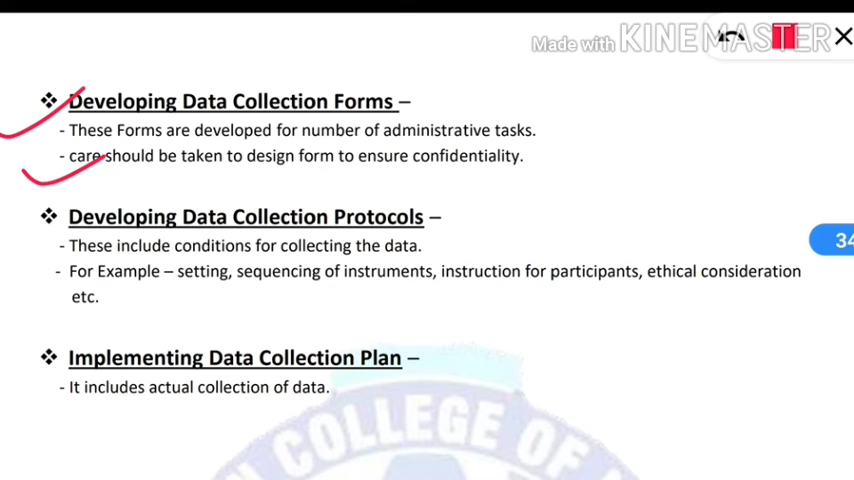 Made with KINEMASTER
❖ Developing Data Collection Forms –
- These Forms are developed for number of administrative tasks.
- care should be taken to design form to ensure confidentiality.
❖ Developing Data Collection Protocols –
- These include conditions for collecting the data.
34
- For Example – setting, sequencing of instruments, instruction for participants, ethical consideration
etc.
❖ Implementing Data Collection Plan –
- It includes actual collection of data.
COLLEGE OF